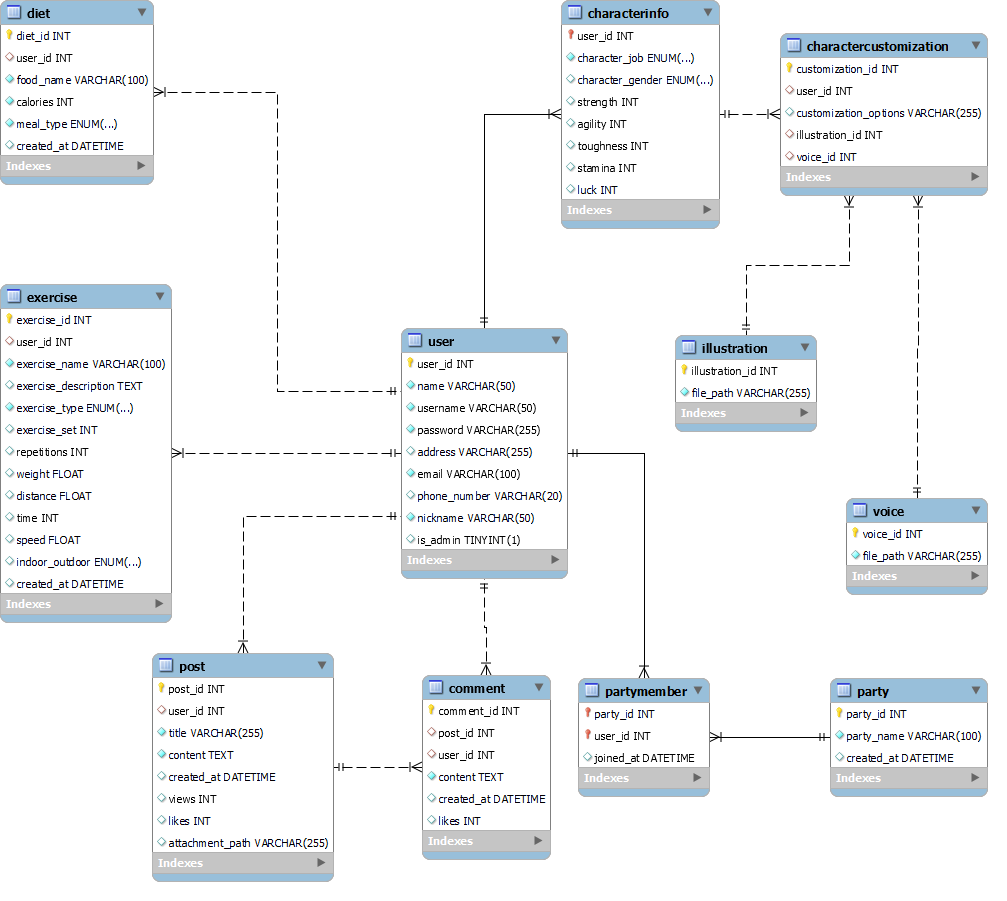 diet
diet_id INT
user_id INT
food_name VARCHAR(100)
calories INT
meal_type ENUM(...)
created_at DATETIME
Indexes
characterinfo
user_id INT
character_job ENUM(...)
character_gender ENUM(...)
strength INT
agility INT
toughness INT
stamina INT
luck INT
Indexes
charactercustomization
customization_id INT
user_id INT
customization_options VARCHAR(255)
illustration_id INT
voice_id INT
Indexes
exercise
exercise_id INT
user_id INT
exercise_name VARCHAR(100)
exercise_description TEXT
exercise_type ENUM(...)
exercise_set INT
repetitions INT
weight FLOAT
distance FLOAT
time INT
speed FLOAT
indoor_outdoor ENUM(...)
created_at DATETIME
Indexes
user
user_id INT
name VARCHAR(50)
username VARCHAR(50)
password VARCHAR(255)
address VARCHAR(255)
email VARCHAR(100)
phone_number VARCHAR(20)
nickname VARCHAR(50)
is_admin TINYINT(1)
Indexes
illustration
illustration_id INT
file_path VARCHAR(255)
Indexes
voice
voice_id INT
file_path VARCHAR(255)
Indexes
post
post_id INT
user_id INT
title VARCHAR(255)
content TEXT
created_at DATETIME
views INT
likes INT
attachment_path VARCHAR(255)
Indexes
comment
comment_id INT
post_id INT
user_id INT
content TEXT
created_at DATETIME
likes INT
Indexes
partymember
party_id INT
user_id INT
joined_at DATETIME
Indexes
party
party_id INT
party_name VARCHAR(100)
created_at DATETIME
Indexes